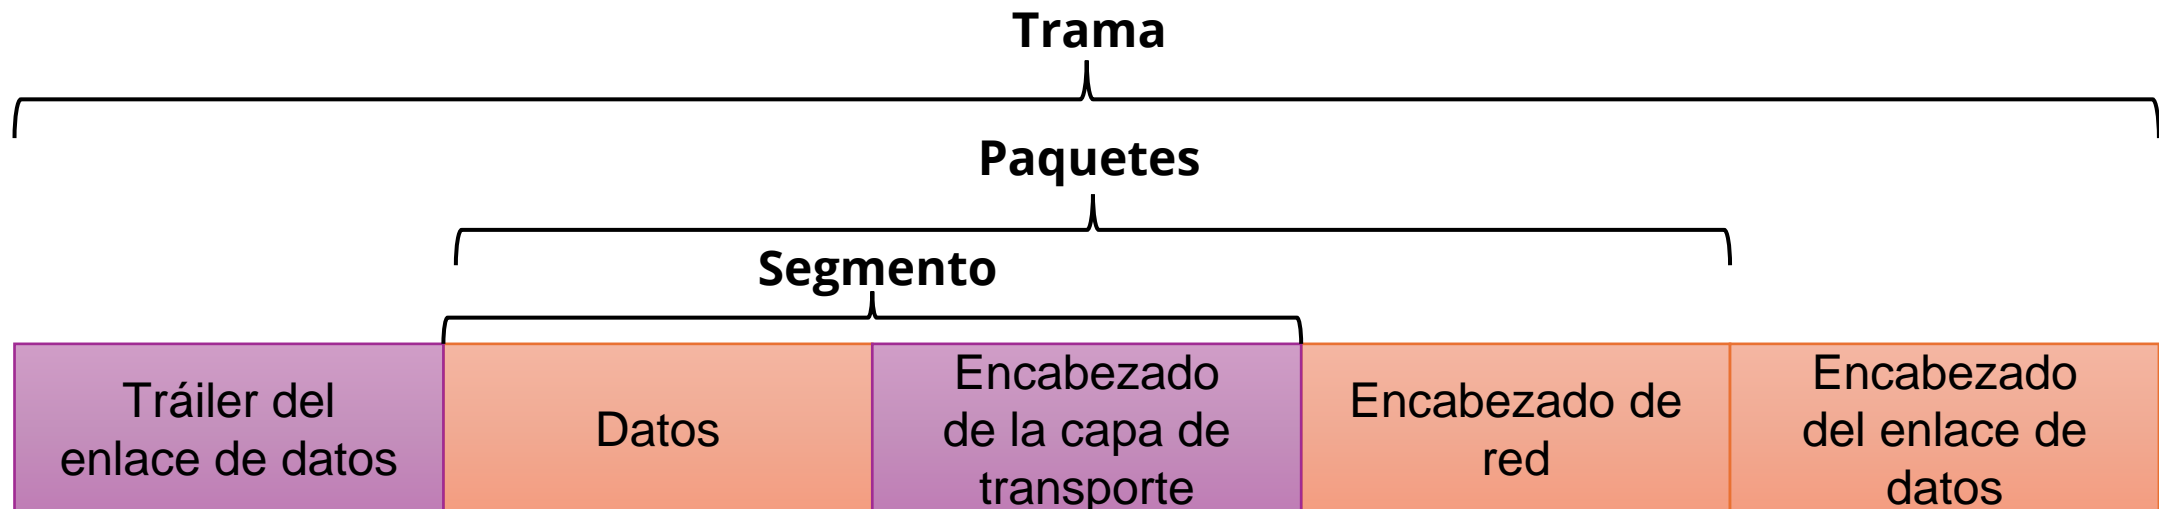 Trama
Paquetes
Segmento
Tráiler del
enlace de datos
Datos
Encabezado
de la capa de
transporte
Encabezado de
red
Encabezado
del enlace de
datos